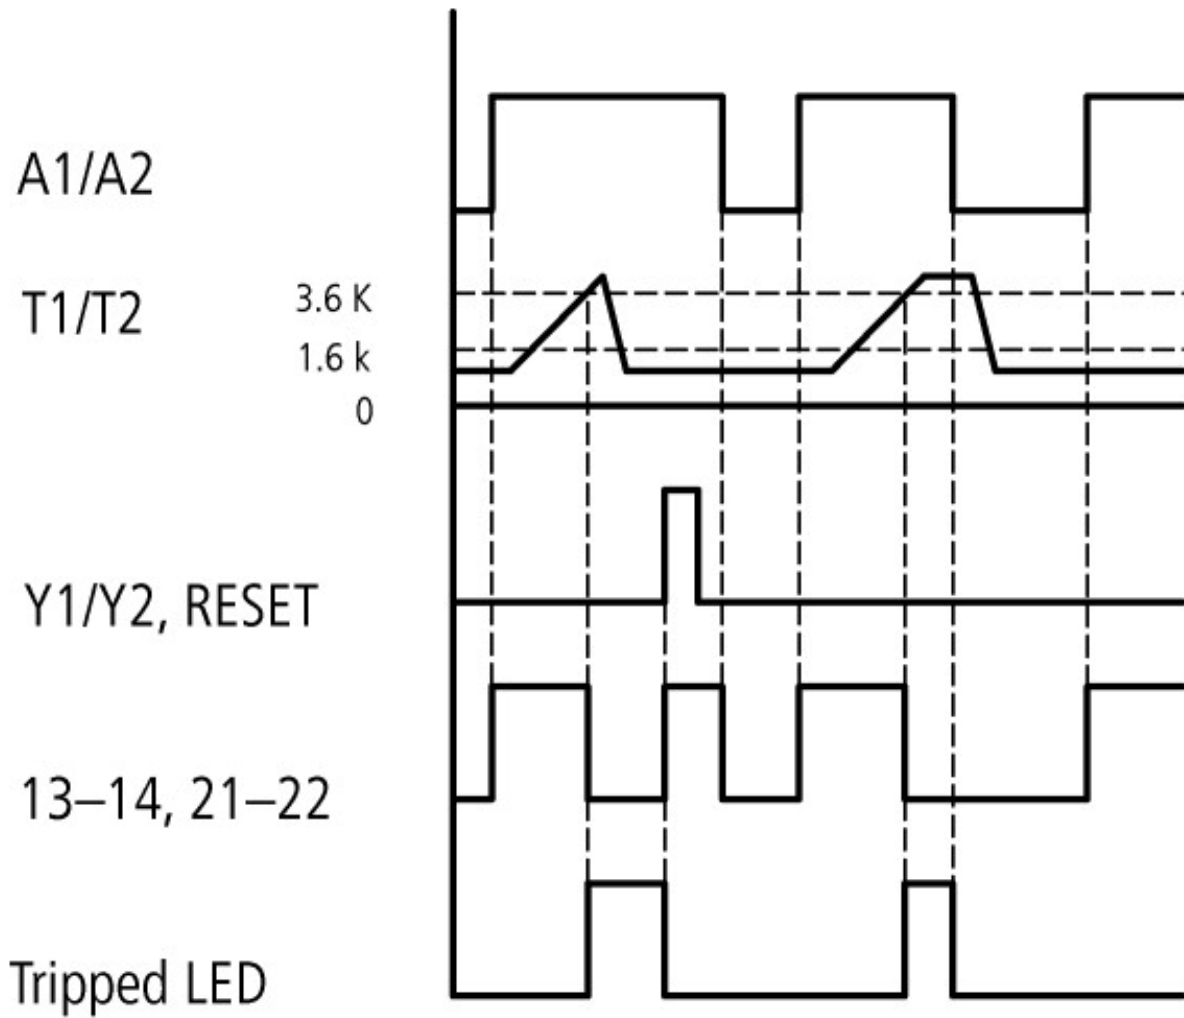 A1/A2
T1/T2
3.6 K
1.6 k
0
Y1/Y2, RESET
13–14, 21–22
Tripped LED